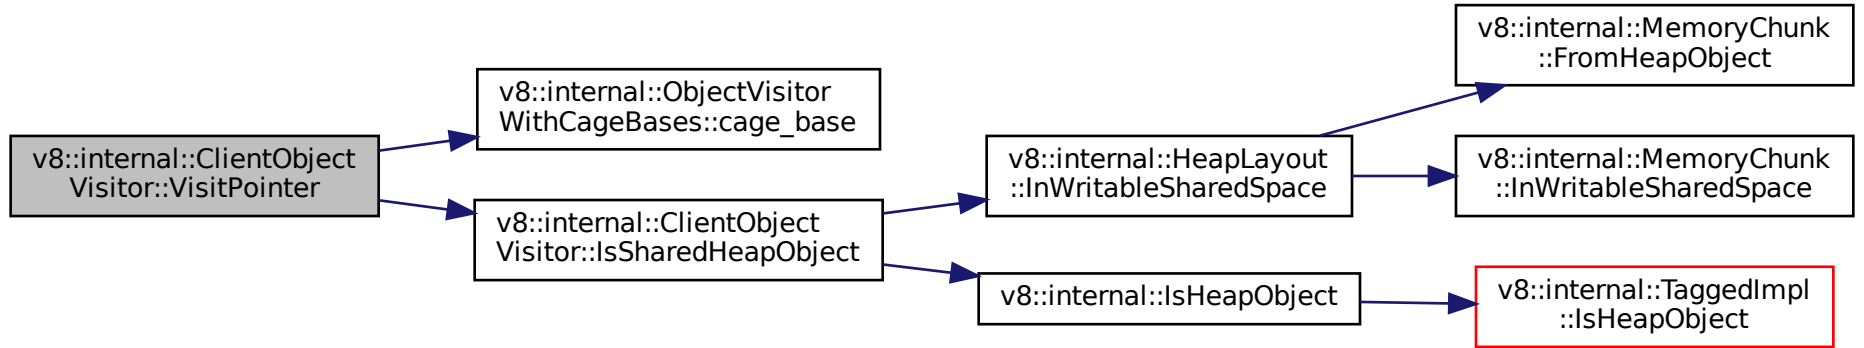 v8::internal::ClientObject
Visitor::VisitPointer
v8::internal::ObjectVisitor
WithCageBases::cage_base
v8::internal::ClientObject
Visitor::IsSharedHeapObject
v8::internal::HeapLayout
::InWritableSharedSpace
v8::internal::MemoryChunk
::FromHeapObject
v8::internal::MemoryChunk
::InWritableSharedSpace
v8::internal::IsHeapObject
v8::internal::TaggedImpl
::IsHeapObject